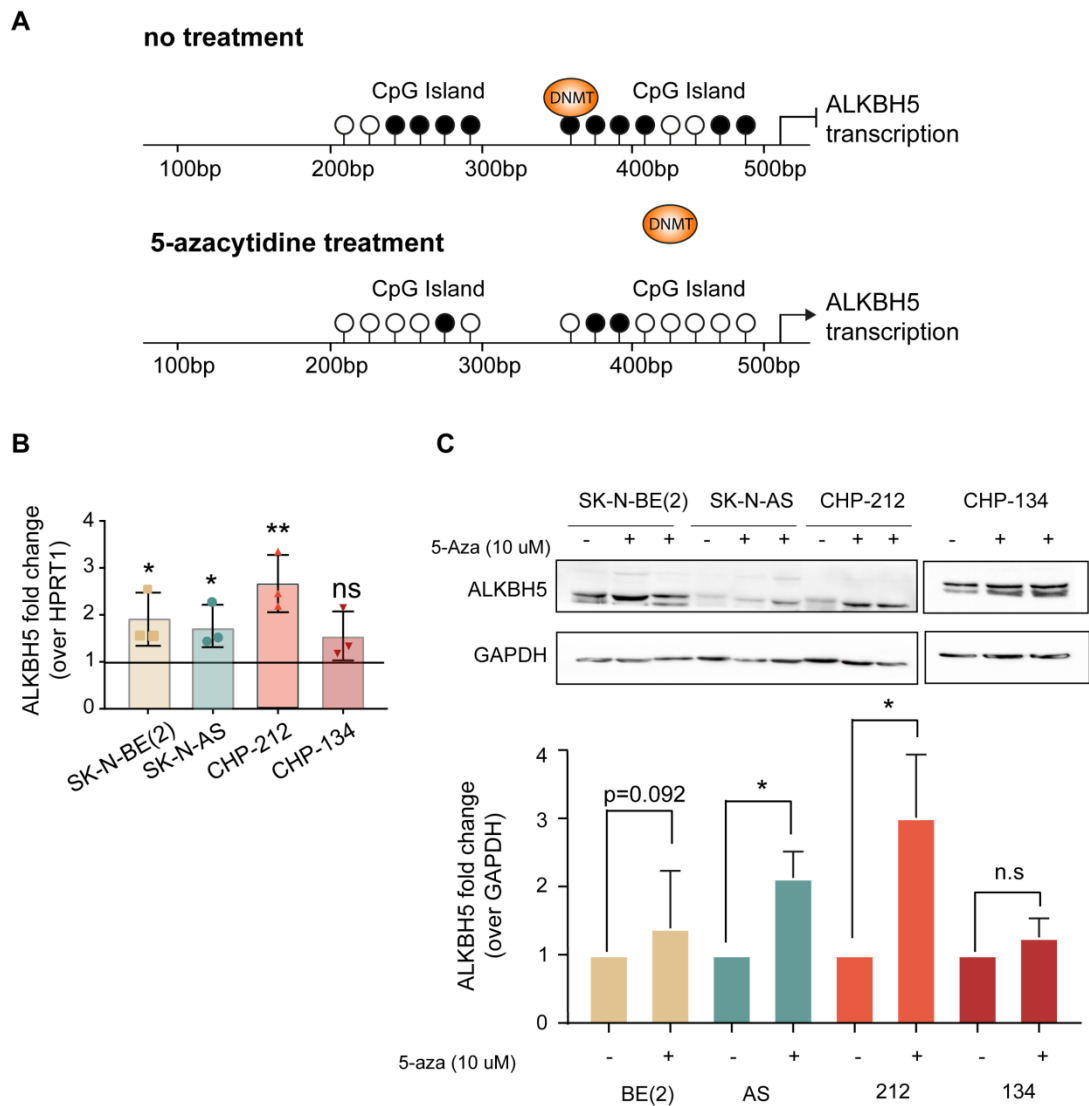 A
no treatment
CpG Island
DNMT
CpG Island
ALKBH5
transcription
100bp
200bp
300bp
400bp
500bp
5-azacytidine treatment
DNMT
CpG Island
CpG Island
ALKBH5
transcription
100bp
200bp
300bp
400bp
500bp
B
ALKBH5 fold change
(over HPRT1)
4
3
2
1
0
*
*
**
ns
SK-N-BE(2)
SK-N-AS
CHP-212
CHP-134
C
SK-N-BE(2)
SK-N-AS
CHP-212
CHP-134
5-Aza (10 uM)
- + + - + + - + + - + +
ALKBH5
GAPDH
ALKBH5 fold change
(over GAPDH)
4
3
2
1
0
p=0.092
*
*
n.s
5-aza (10 uM)
- + - + - + - +
BE(2)
AS
212
134